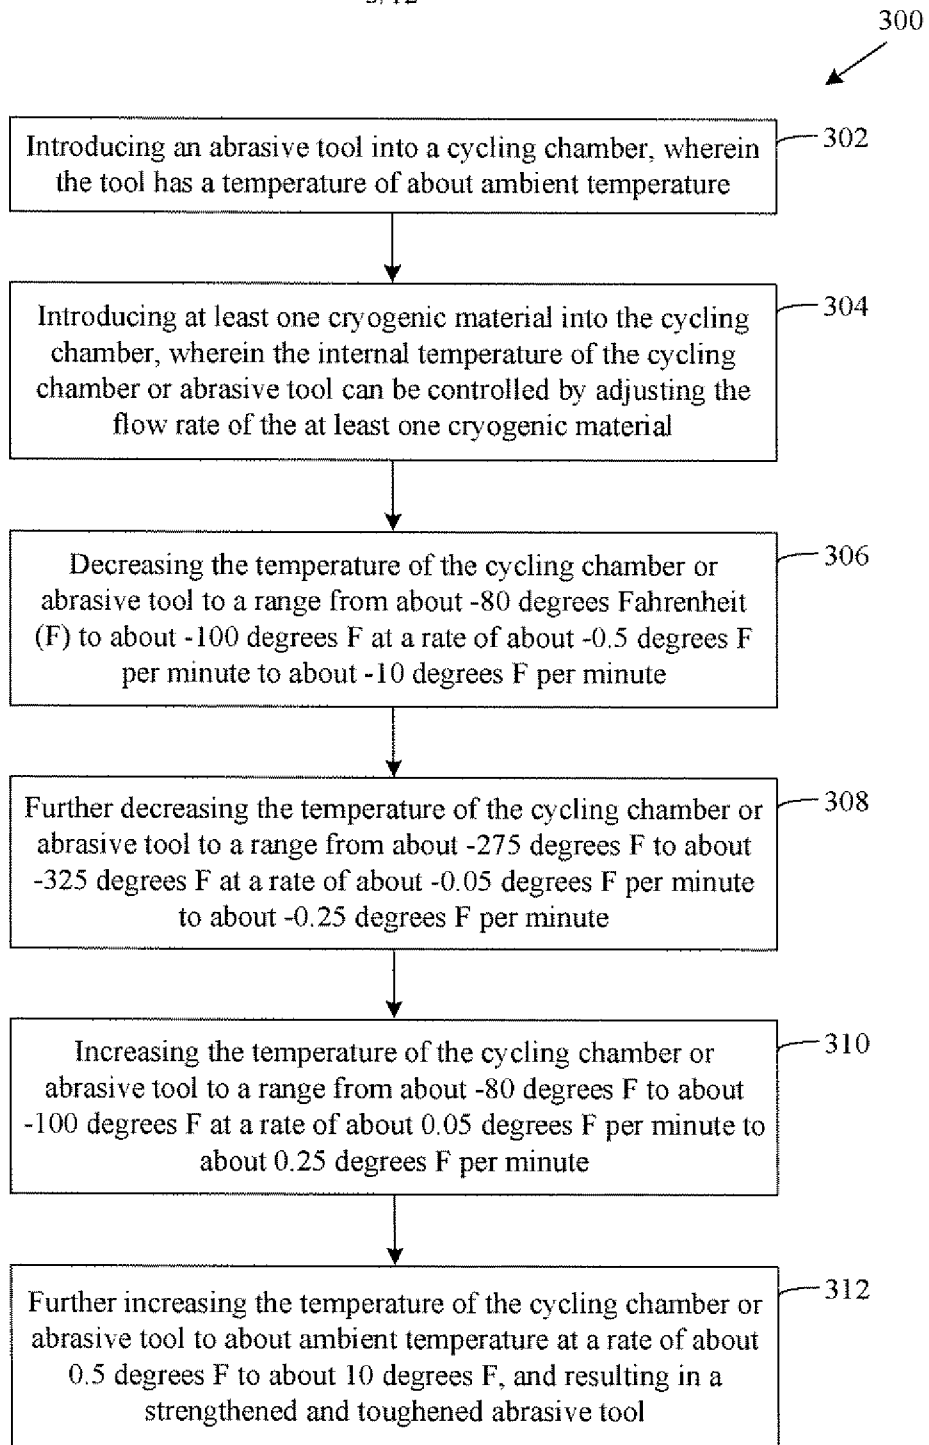 300
302
Introducing an abrasive tool into a cycling chamber, wherein
the tool has a temperature of about ambient temperature
304
Introducing at least one cryogenic material into the cycling
chamber, wherein the internal temperature of the cycling
chamber or abrasive tool can be controlled by adjusting the
flow rate of the at least one cryogenic material
306
Decreasing the temperature of the cycling chamber or
abrasive tool to a range from about -80 degrees Fahrenheit
(F) to about -100 degrees F at a rate of about -0.5 degrees F
per minute to about -10 degrees F per minute
308
Further decreasing the temperature of the cycling chamber or
abrasive tool to a range from about -275 degrees F to about
-325 degrees F at a rate of about -0.05 degrees F per minute
to about -0.25 degrees F per minute
310
Increasing the temperature of the cycling chamber or
abrasive tool to a range from about -80 degrees F to about
-100 degrees F at a rate of about 0.05 degrees F per minute to
about 0.25 degrees F per minute
312
Further increasing the temperature of the cycling chamber or
abrasive tool to about ambient temperature at a rate of about
0.5 degrees F to about 10 degrees F, and resulting in a
strengthened and toughened abrasive tool